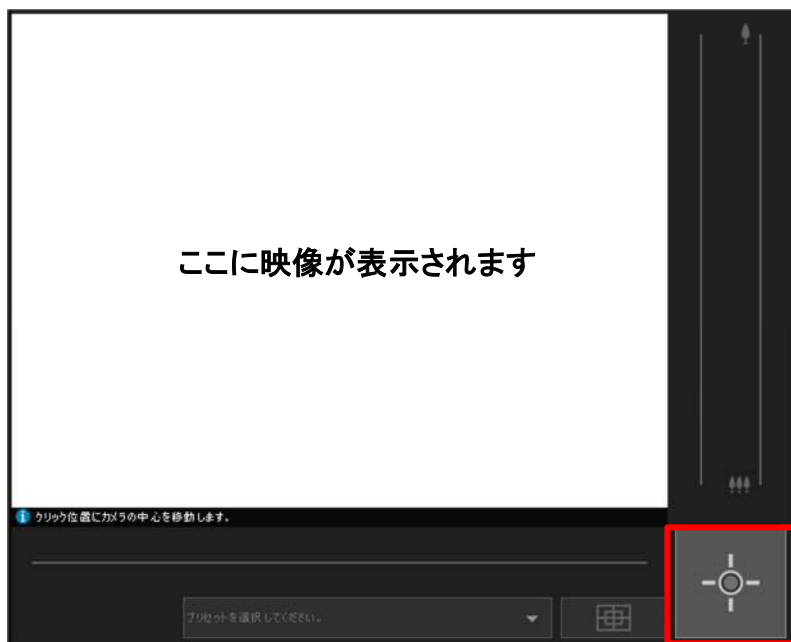 ここに映像が表示されます
クリック位置にカメラの中心を移動します。
プリセットを選択してください。